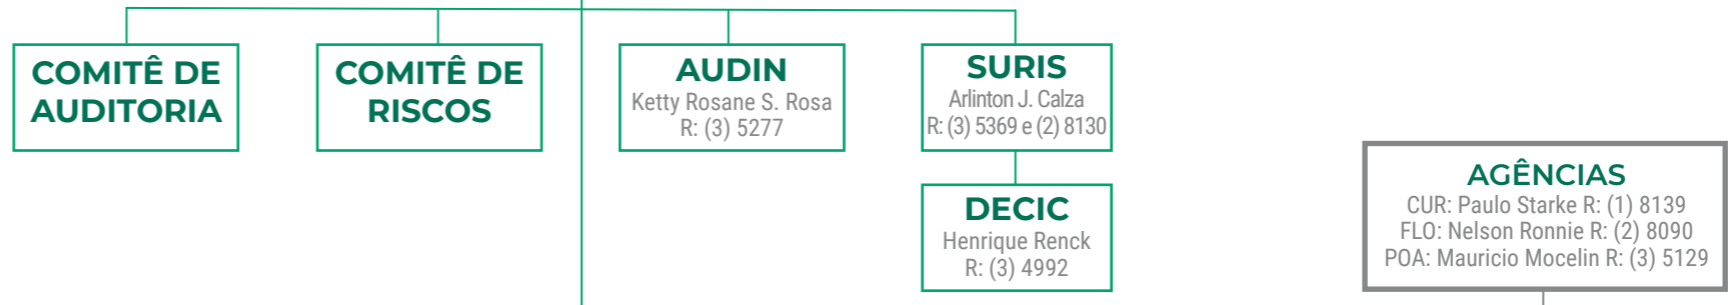 COMITÊ DE
AUDITORIA
COMITÊ DE
RISCOS
AUDIN
Ketty Rosane S. Rosa
R: (3) 5277
SURIS
Arlinton J. Calza
R: (3) 5369 e (2) 8130
DECIC
Henrique Renck
R: (3) 4992
AGÊNCIAS
CUR: Paulo Starke R: (1) 8139
FLO: Nelson Ronnie R: (2) 8090
POA: Mauricio Mocelin R: (3) 5129